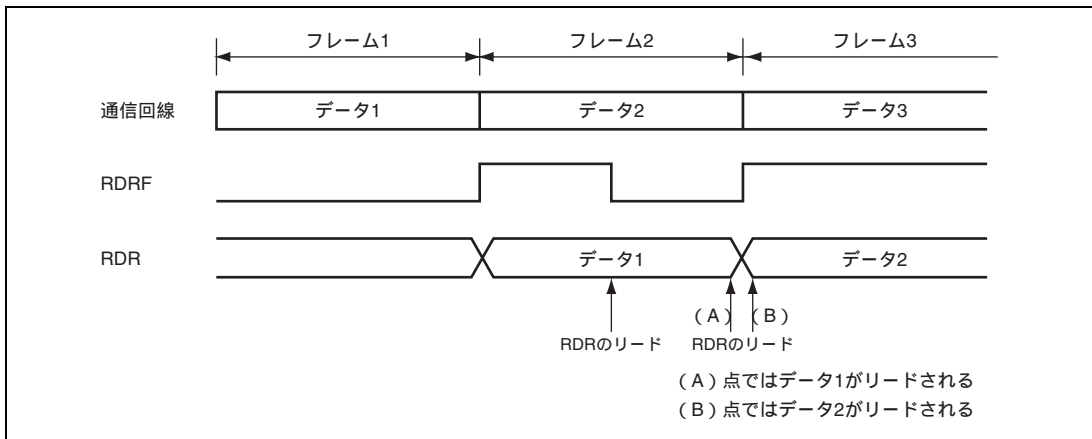 フレーム1 フレーム2 フレーム3
通信回線 データ1 データ2 データ3
RDRF
RDR データ1 データ2
(A) (B)
RDRのリード RDRのリード
(A)点ではデータ1がリードされる
(B)点ではデータ2がリードされる